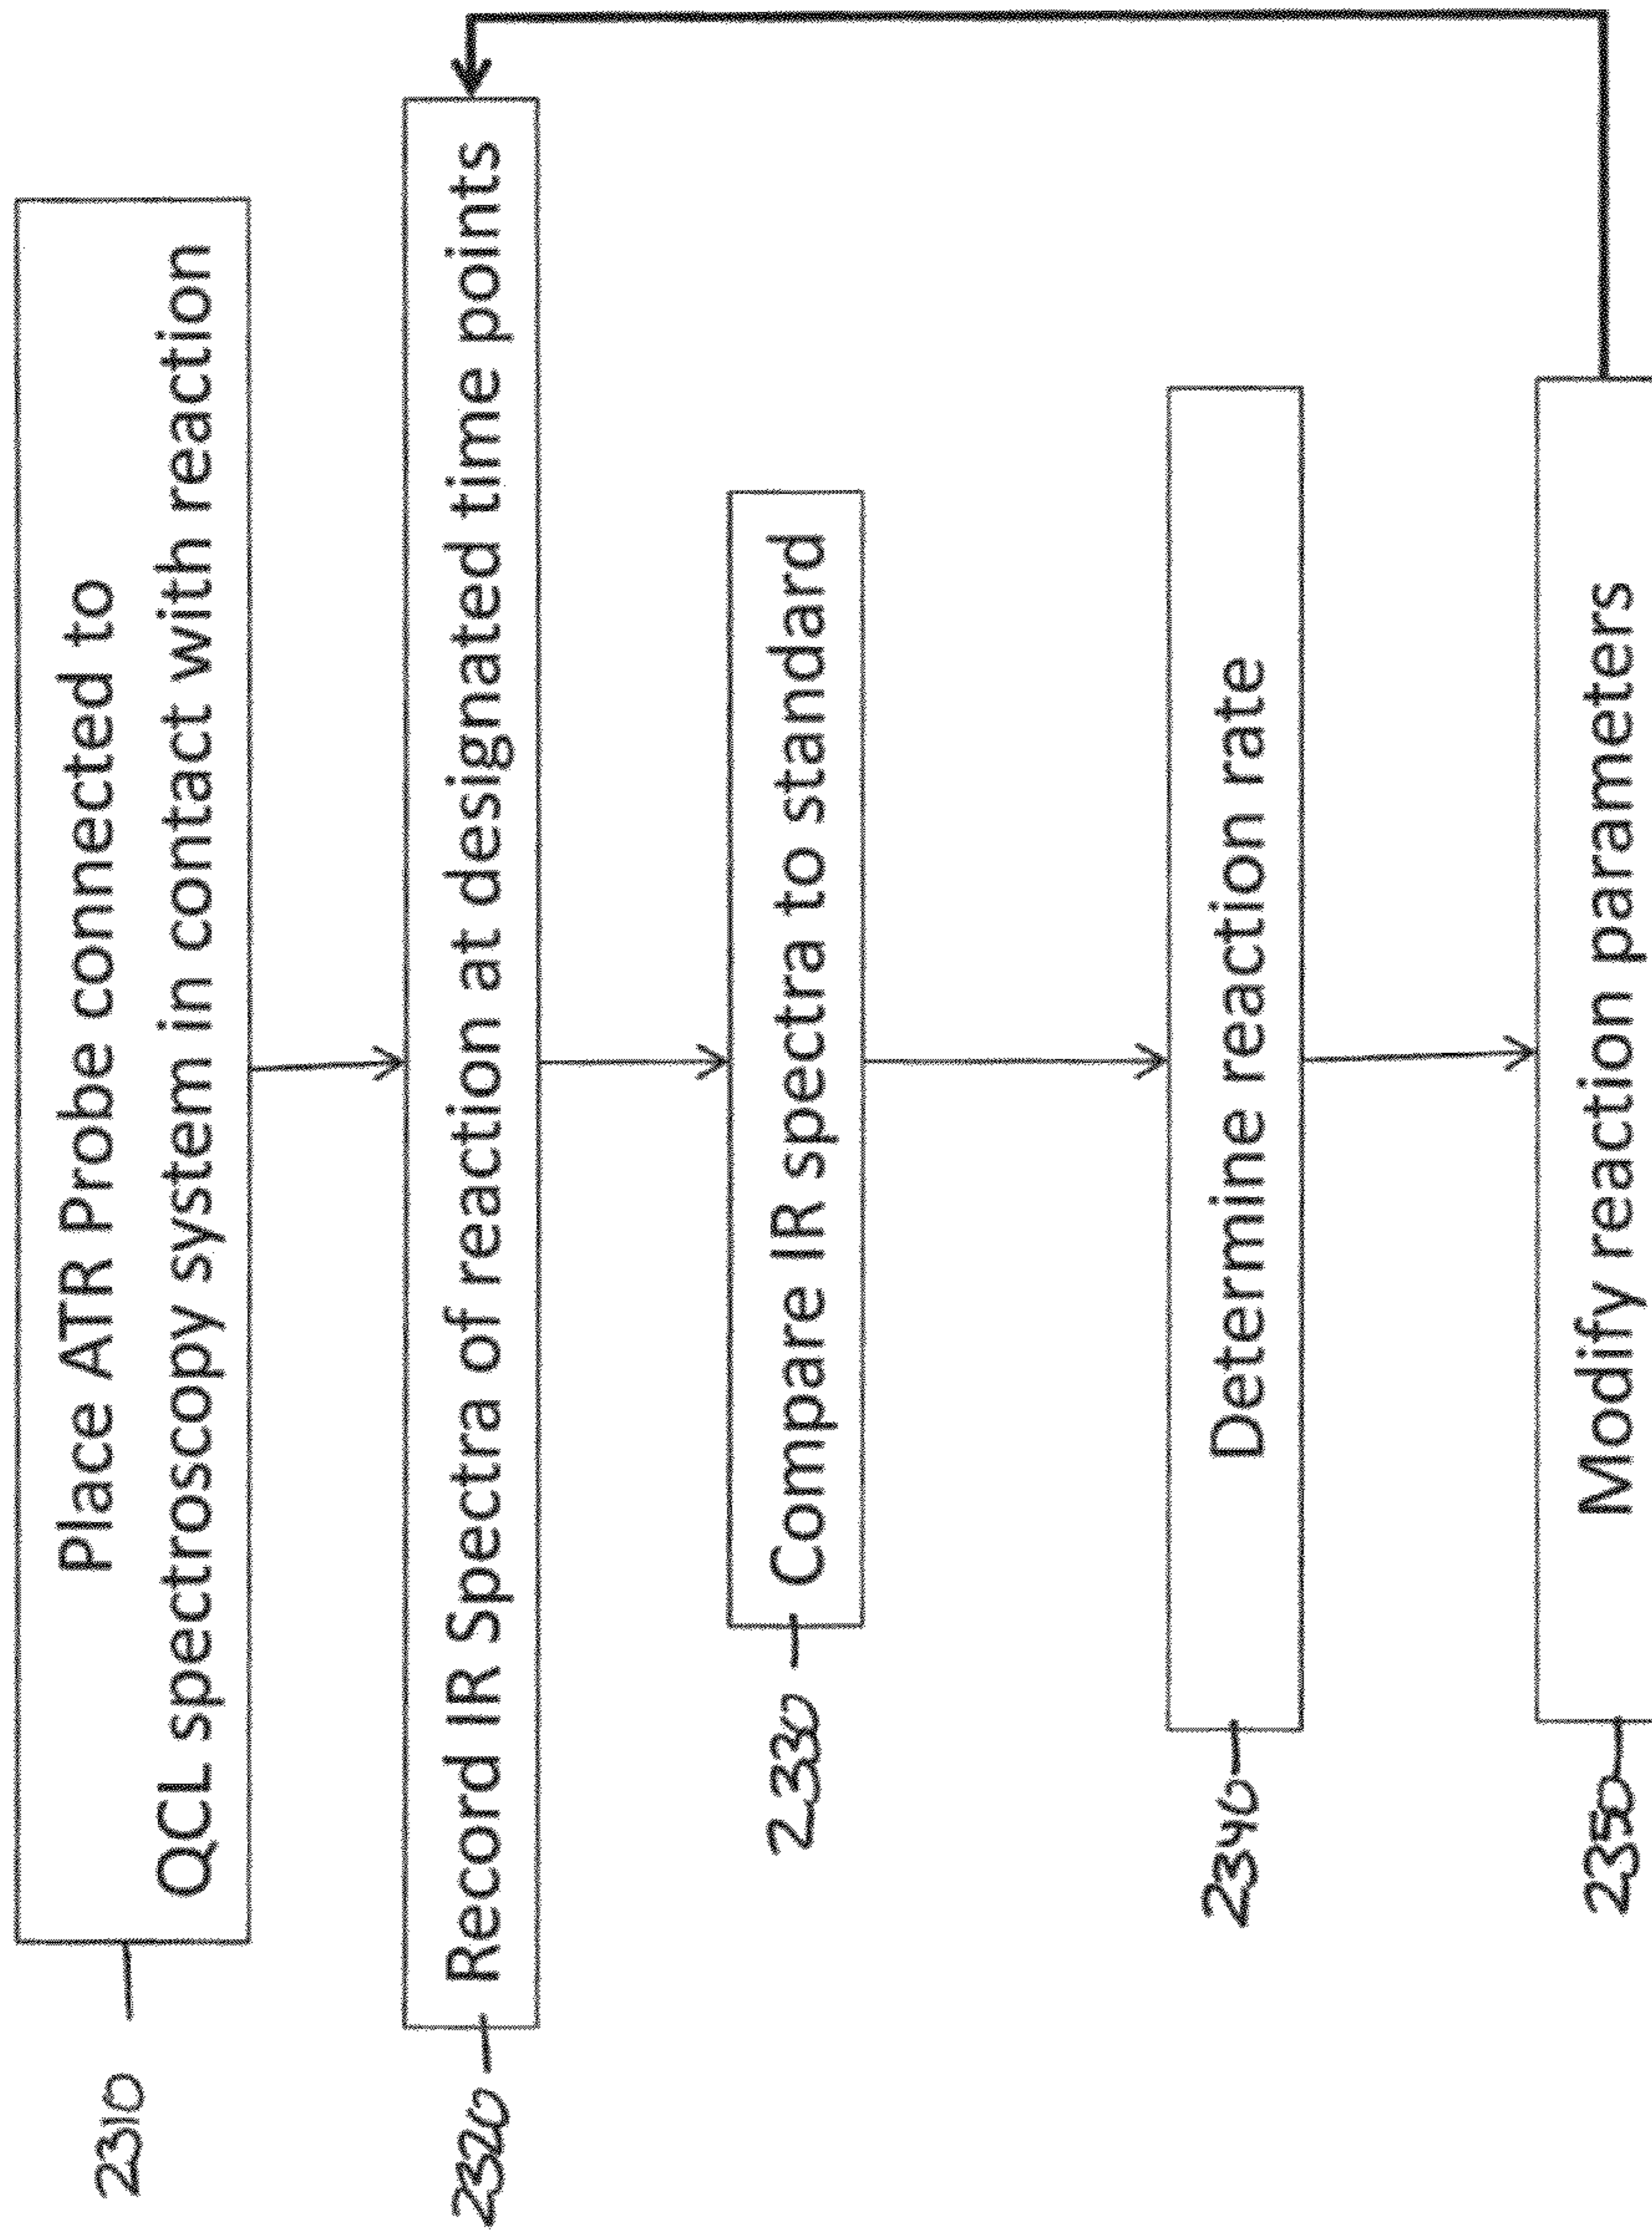 2310
Place ATR Probe connected to
QCL spectroscopy system in contact with reaction
2320
Record IR Spectra of reaction at designated time points
2330
Compare IR spectra to standard
2340
Determine reaction rate
2350
Modify reaction parameters